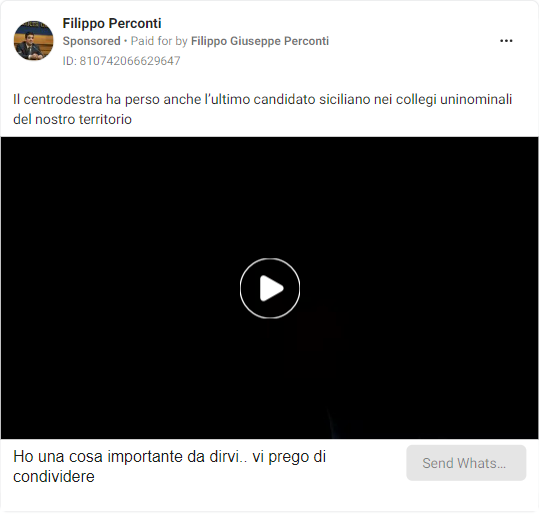 Filippo Perconti
Sponsored • Paid for by Filippo Giuseppe Perconti
ID: 810742066629647
Il centrodestra ha perso anche l'ultimo candidato siciliano nei collegi uninominali
del nostro territorio
Ho una cosa importante da dirvi.. vi prego di
condividere
Send Whats...